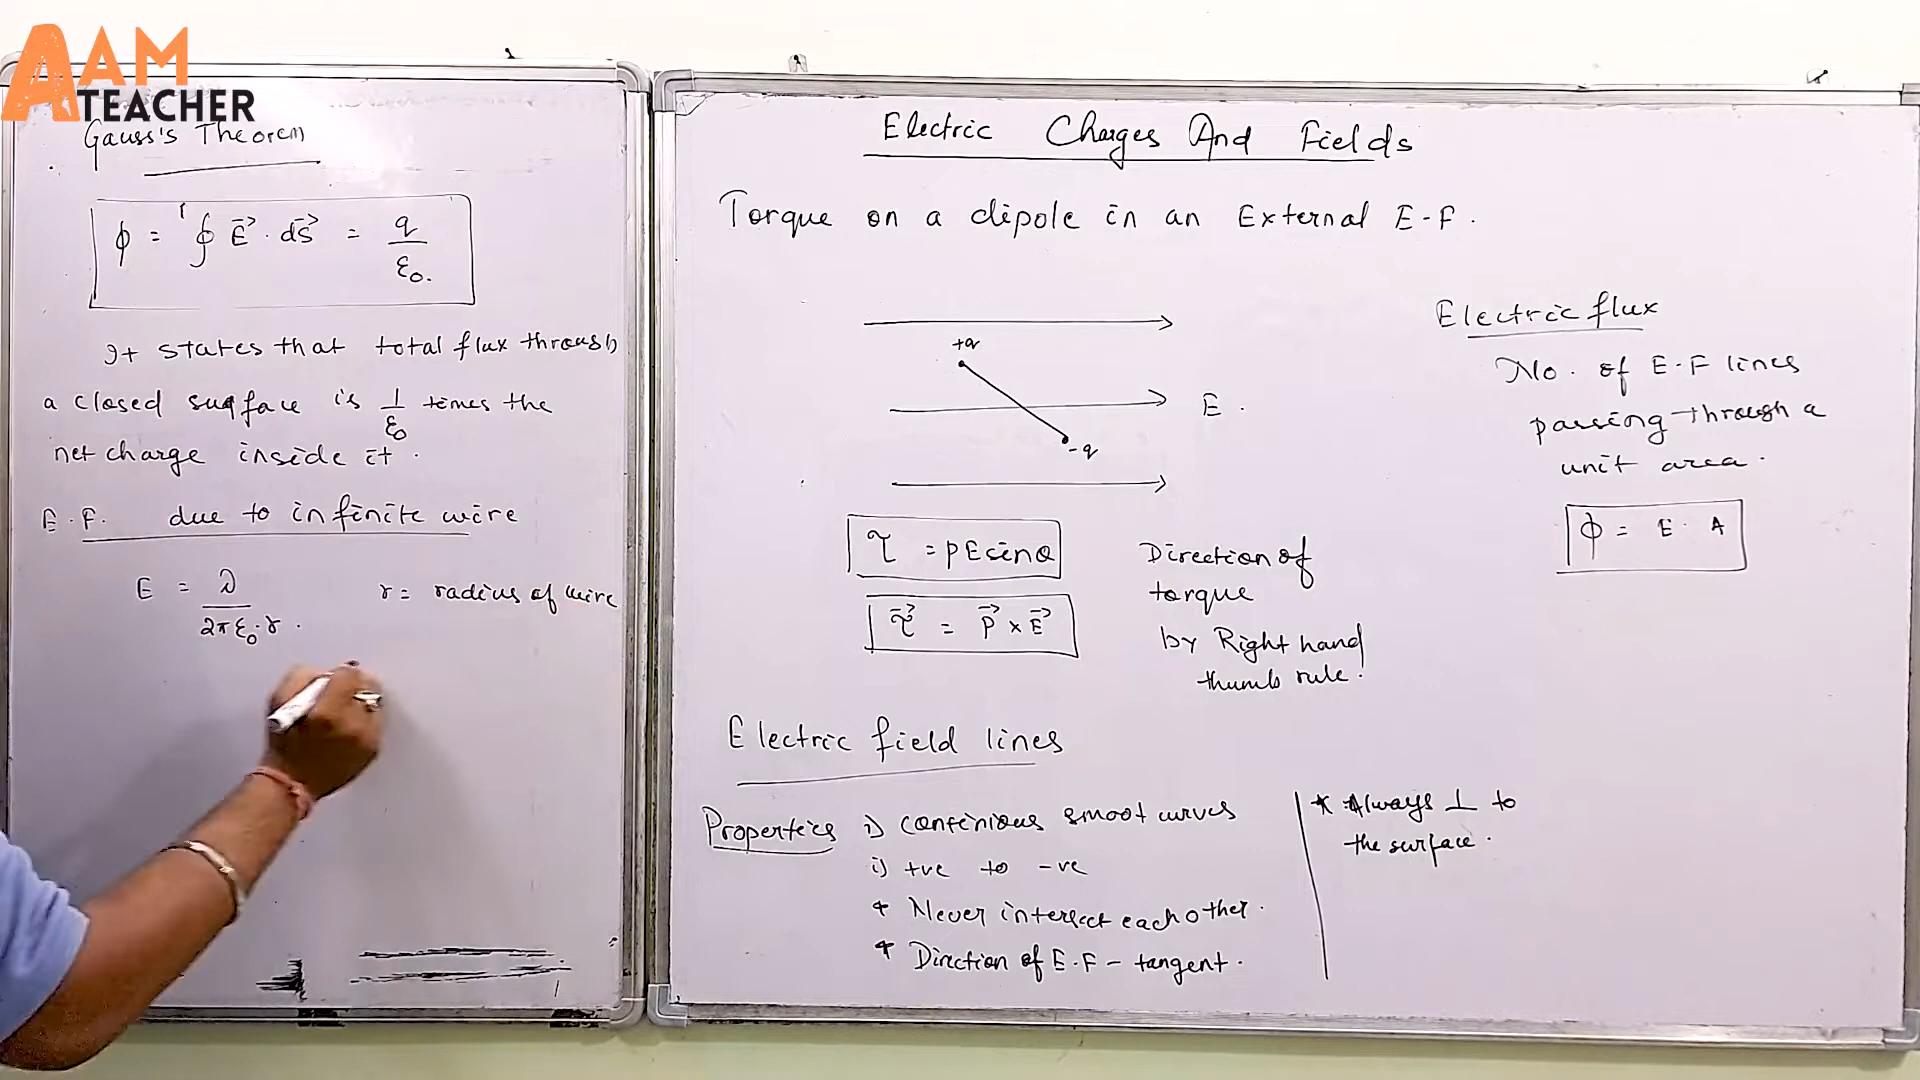 AAM
TEACHER
Gauss's Theorem
ϕ = ∮ E⃗ . dS⃗ = q/ε₀.
It states that total flux through
a closed surface is 1/ε₀ times the
net charge inside it .
E.F. due to infinite wire
E = λ/2πε₀.r . r = radius of wire
Electric Charges And Fields
Torque on a dipole in an External E-F .
+q
E .
-q
τ = pEsinθ
τ⃗ = P⃗ × E⃗
Direction of
torque
by Right hand
thumb rule .
Electric flux
No . of E.F lines
passing through a
unit area .
ϕ = E . A
Electric field lines
Properties i) continious smoot curves
i) +ve to -ve
* Never intersect each other .
* Direction of E.F - tangent .
* Always ⊥ to
the surface .